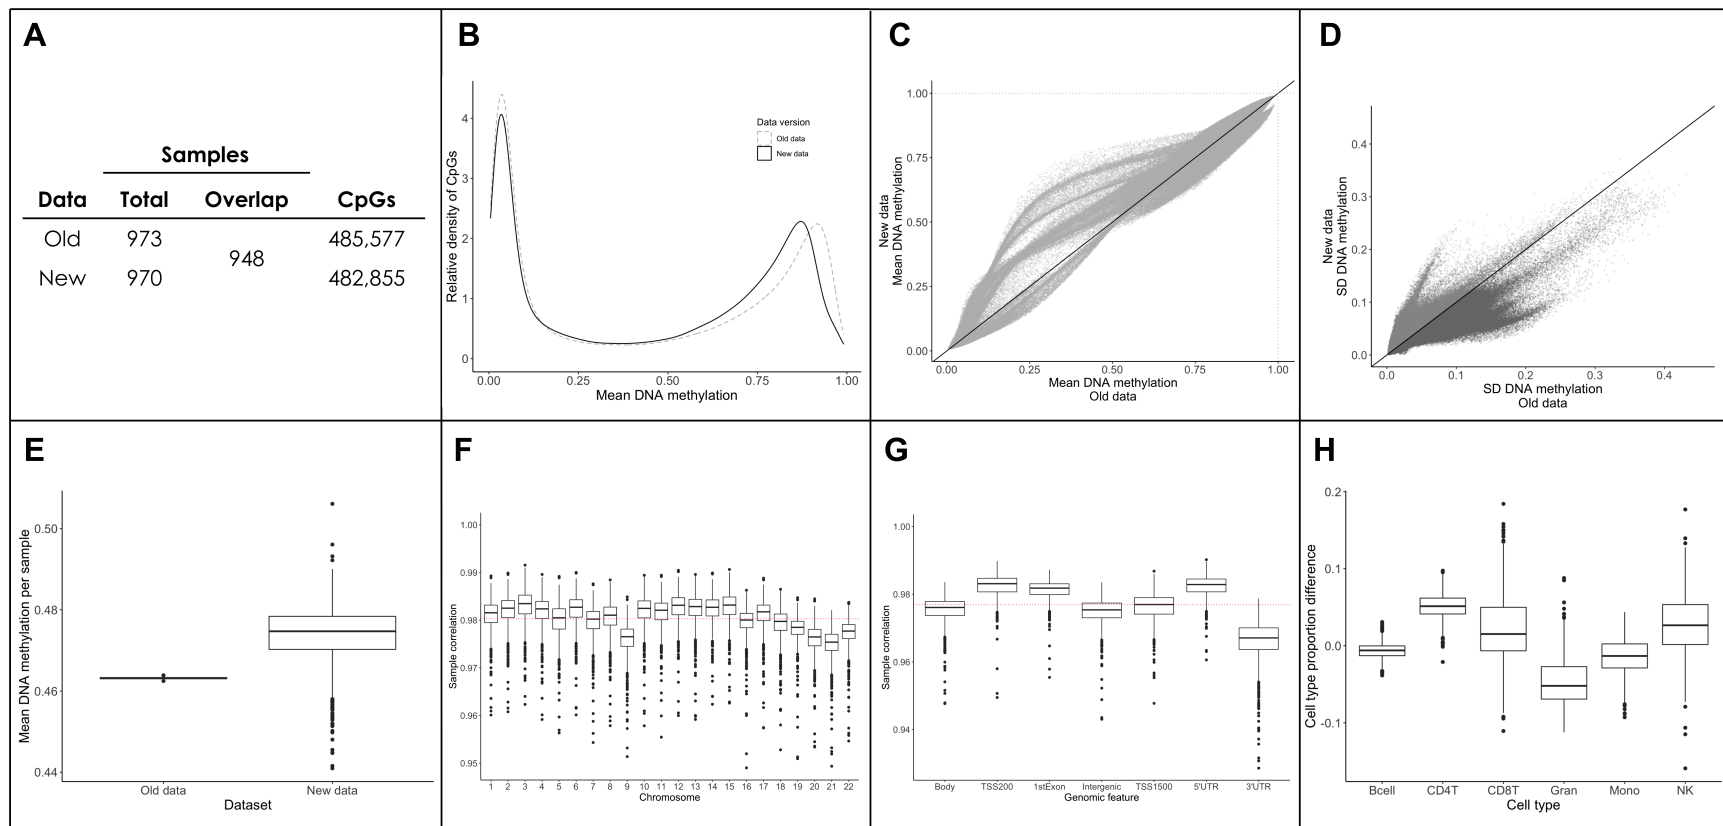 A
Samples
Data Total Overlap CpGs
Old 973 485,577
948
New 970 482,855
B
Relative density of CpGs
4
3
2
1
0
0.00 0.25 0.50 0.75 1.00
Mean DNA methylation
Data version
Old data
New data
C
New data
Mean DNA methylation
1.00
0.75
0.50
0.25
0.00
0.00 0.25 0.50 0.75 1.00
Mean DNA methylation
Old data
D
New data
SD DNA methylation
0.4
0.3
0.2
0.1
0.0
0.0 0.1 0.2 0.3 0.4
SD DNA methylation
Old data
E
Mean DNA methylation per sample
0.50
0.48
0.46
0.44
Old data New data
Dataset
F
Sample correlation
1.00
0.99
0.98
0.97
0.96
0.95
1 2 3 4 5 6 7 8 9 10 11 12 13 14 15 16 17 18 19 20 21 22
Chromosome
G
Sample correlation
1.00
0.98
0.96
0.94
Body TSS200 1stExon Intergenic TSS1500 5'UTR 3'UTR
Genomic feature
H
Cell type proportion difference
0.2
0.1
0.0
-0.1
Bcell CD4T CD8T Gran Mono NK
Cell type